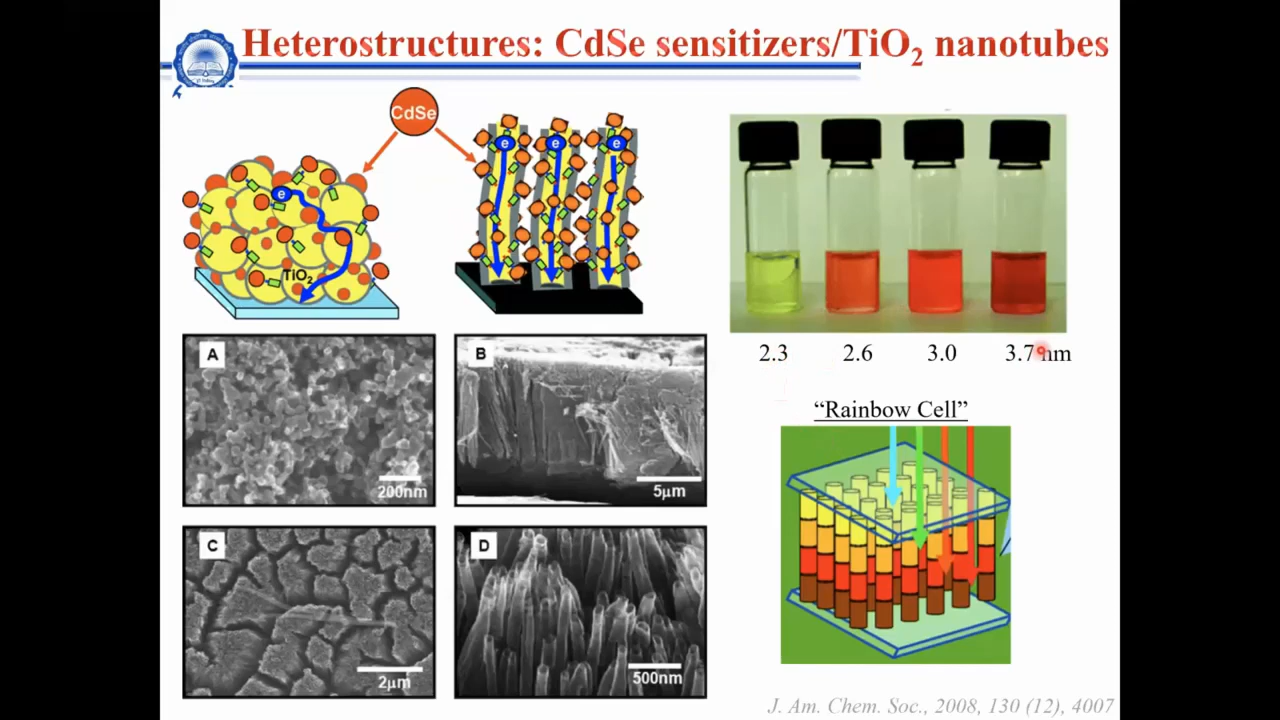 Heterostructures: CdSe sensitizers/TiO₂ nanotubes
CdSe
e
e e e
TiO₂
2.3 2.6 3.0 3.7 nm
A
200nm
B
5µm
"Rainbow Cell"
C
2µm
D
500nm
J. Am. Chem. Soc., 2008, 130 (12), 4007